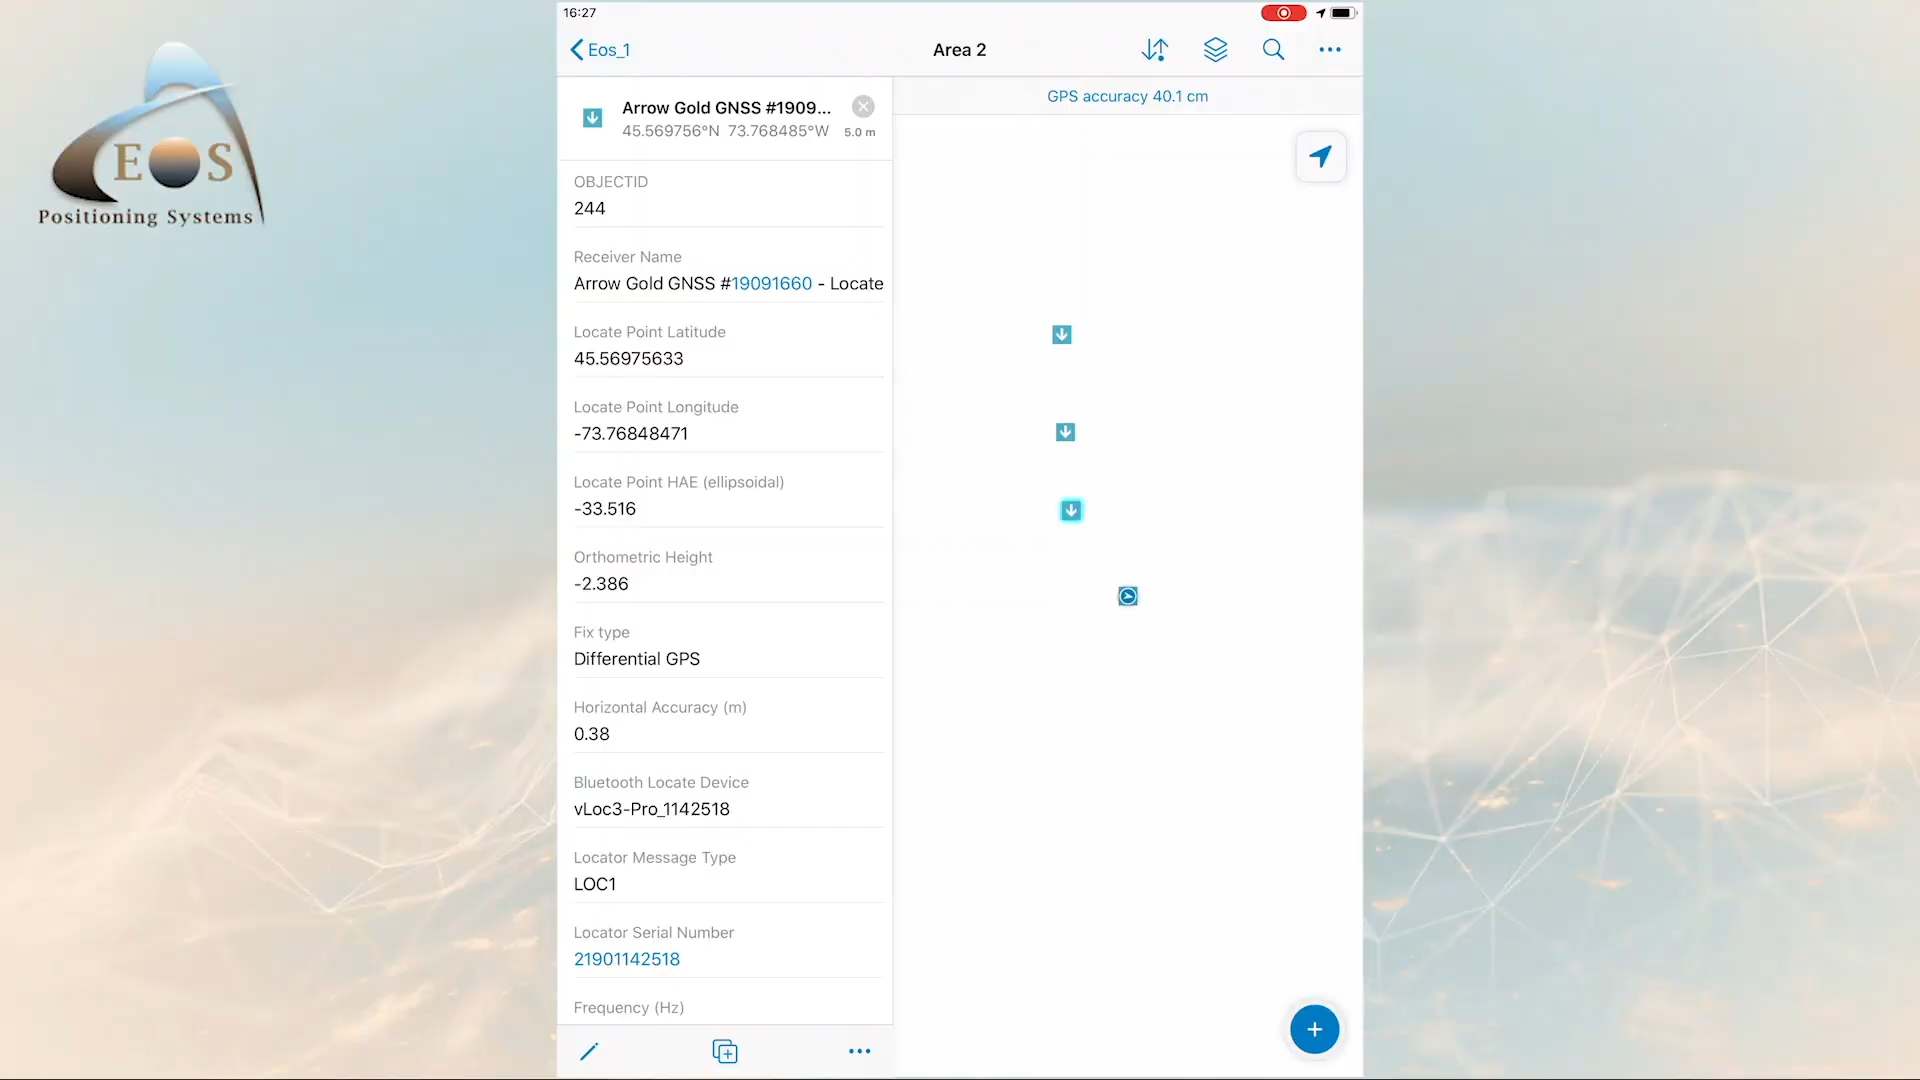 EOS
Positioning Systems
16:27
Eos_1
Area 2
Arrow Gold GNSS #1909...
45.569756°N 73.768485°W
5.0 m
GPS accuracy 40.1 cm
OBJECTID
244
Receiver Name
Arrow Gold GNSS #19091660 - Locate
Locate Point Latitude
45.56975633
Locate Point Longitude
-73.76848471
Locate Point HAE (ellipsoidal)
-33.516
Orthometric Height
-2.386
Fix type
Differential GPS
Horizontal Accuracy (m)
0.38
Bluetooth Locate Device
vLoc3-Pro_1142518
Locator Message Type
LOC1
Locator Serial Number
21901142518
Frequency (Hz)